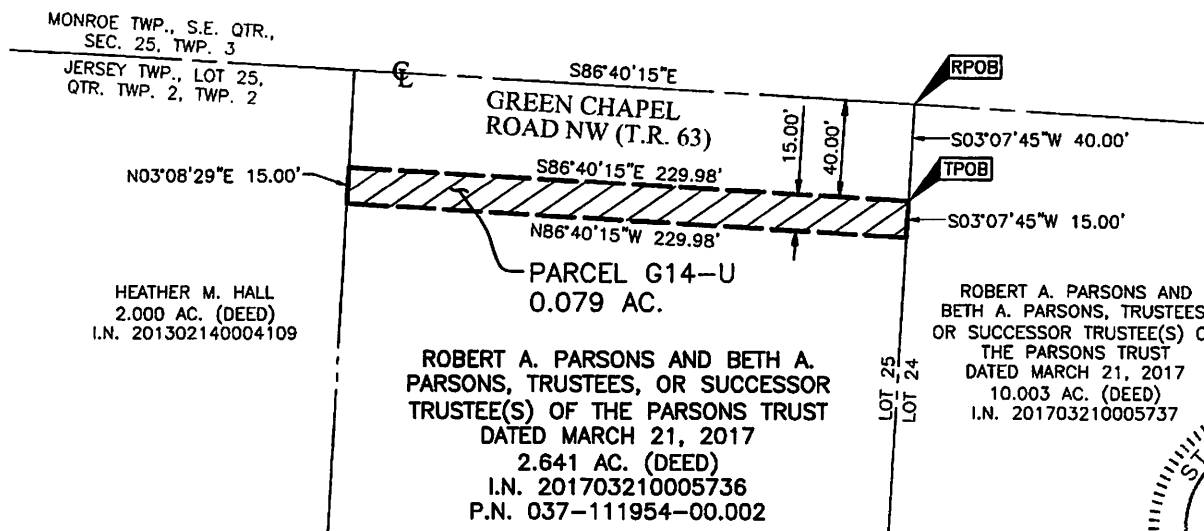 MONROE TWP., S.E. QTR.,
SEC. 25, TWP. 3
JERSEY TWP., LOT 25,
QTR. TWP. 2, TWP. 2
℄
S86°40'15"E
RPOB
GREEN CHAPEL
ROAD NW (T.R. 63)
15.00'
40.00'
S03°07'45"W 40.00'
TPOB
N03°08'29"E 15.00'
S86°40'15"E 229.98'
S03°07'45"W 15.00'
N86°40'15"W 229.98'
PARCEL G14-U
0.079 AC.
HEATHER M. HALL
2.000 AC. (DEED)
I.N. 201302140004109
ROBERT A. PARSONS AND BETH A.
PARSONS, TRUSTEES, OR SUCCESSOR
TRUSTEE(S) OF THE PARSONS TRUST
DATED MARCH 21, 2017
2.641 AC. (DEED)
I.N. 201703210005736
P.N. 037-111954-00.002
LOT 25
LOT 24
ROBERT A. PARSONS AND
BETH A. PARSONS, TRUSTEES
OR SUCCESSOR TRUSTEE(S)
THE PARSONS TRUST
DATED MARCH 21, 2017
10.003 AC. (DEED)
I.N. 201703210005737
ST